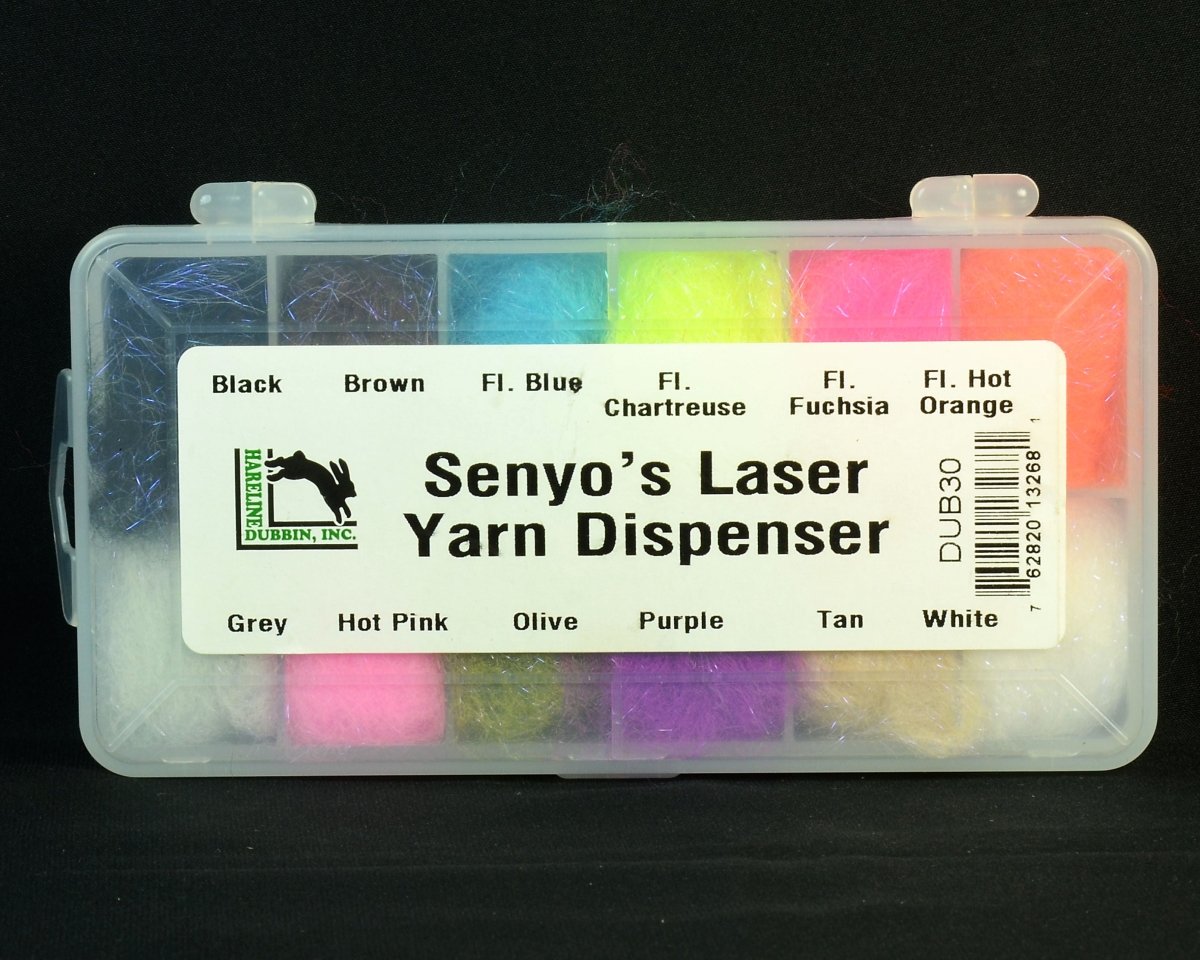 Black Brown Fl. Blue Fl. Chartreuse Fl. Fuchsia Fl. Hot Orange
HARELINE
DUBBIN, INC.
Senyo's Laser
Yarn Dispenser
DUB30
7 62820 13268 1
Grey Hot Pink Olive Purple Tan White